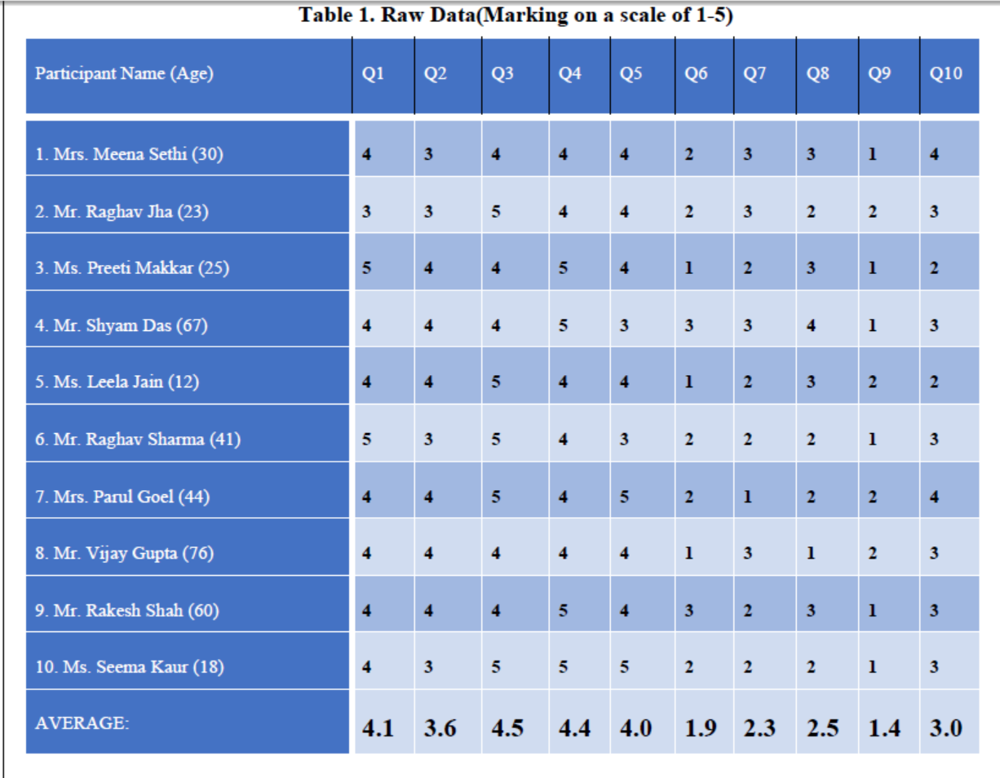 Table 1. Raw Data(Marking on a scale of 1-5)
Participant Name (Age) Q1 Q2 Q3 Q4 Q5 Q6 Q7 Q8 Q9 Q10
1. Mrs. Meena Sethi (30) 4 3 4 4 4 2 3 3 1 4
2. Mr. Raghav Jha (23) 3 3 5 4 4 2 3 2 2 3
3. Ms. Preeti Makkar (25) 5 4 4 5 4 1 2 3 1 2
4. Mr. Shyam Das (67) 4 4 4 5 3 3 3 4 1 3
5. Ms. Leela Jain (12) 4 4 5 4 4 1 2 3 2 2
6. Mr. Raghav Sharma (41) 5 3 5 4 3 2 2 2 1 3
7. Mrs. Parul Goel (44) 4 4 5 4 5 2 1 2 2 4
8. Mr. Vijay Gupta (76) 4 4 4 4 4 1 3 1 2 3
9. Mr. Rakesh Shah (60) 4 4 4 5 4 3 2 3 1 3
10. Ms. Seema Kaur (18) 4 3 5 5 5 2 2 2 1 3
AVERAGE: 4.1 3.6 4.5 4.4 4.0 1.9 2.3 2.5 1.4 3.0